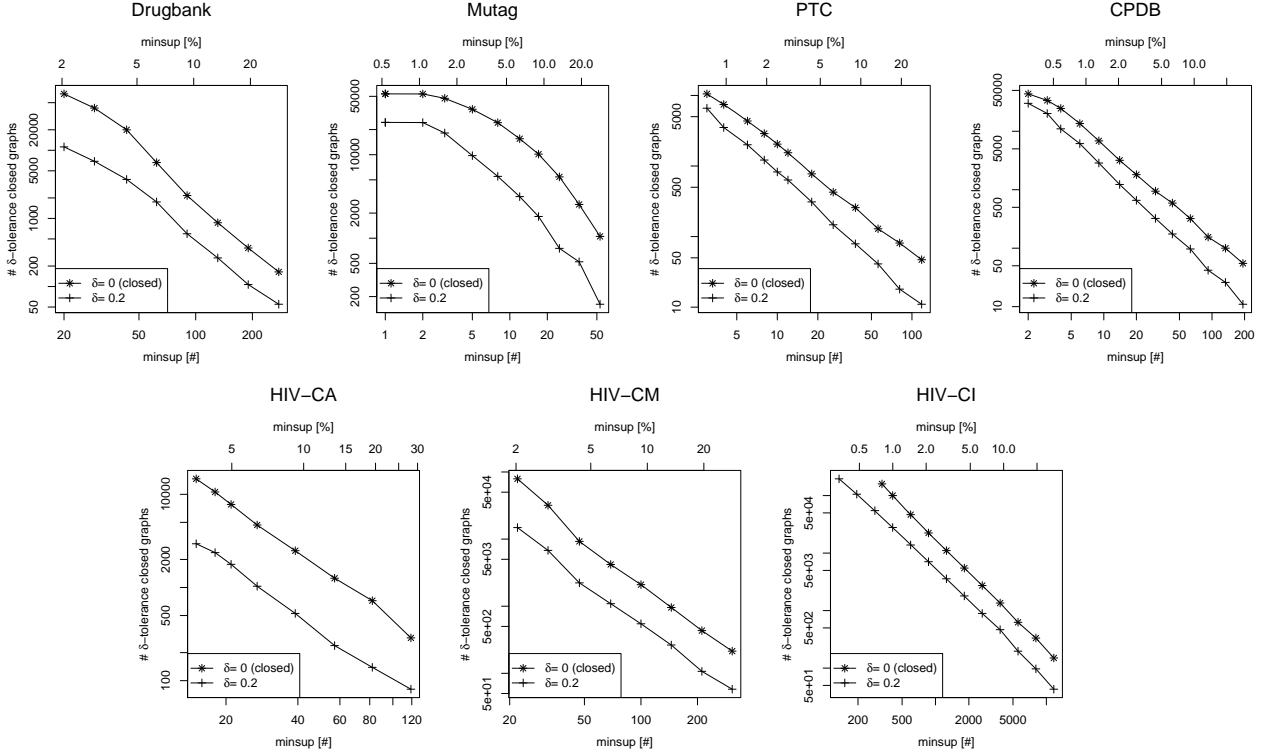 Drugbank
minsup [%]
2 5 10 20
# δ−tolerance closed graphs
20000
5000
1000
200
50
δ= 0 (closed)
δ= 0.2
20 50 100 200
minsup [#]
Mutag
minsup [%]
0.5 1.0 2.0 5.0 10.0 20.0
# δ−tolerance closed graphs
50000
10000
2000
1000
500
200
δ= 0 (closed)
δ= 0.2
1 2 5 10 20 50
minsup [#]
PTC
minsup [%]
1 2 5 10 20
# δ−tolerance closed graphs
5000
500
50
10
δ= 0 (closed)
δ= 0.2
5 10 20 50 100
minsup [#]
CPDB
minsup [%]
0.5 1.0 2.0 5.0 10.0
# δ−tolerance closed graphs
50000
5000
500
50
10
δ= 0 (closed)
δ= 0.2
2 5 10 20 50 100 200
minsup [#]
HIV−CA
minsup [%]
5 10 15 20 30
# δ−tolerance closed graphs
10000
2000
500
100
δ= 0 (closed)
δ= 0.2
20 40 60 80 120
minsup [#]
HIV−CM
minsup [%]
2 5 10 20
# δ−tolerance closed graphs
5e+04
5e+03
5e+02
5e+01
δ= 0 (closed)
δ= 0.2
20 50 100 200
minsup [#]
HIV−CI
minsup [%]
0.5 1.0 2.0 5.0 10.0
# δ−tolerance closed graphs
5e+04
5e+03
5e+02
5e+01
δ= 0 (closed)
δ= 0.2
200 500 2000 5000
minsup [#]